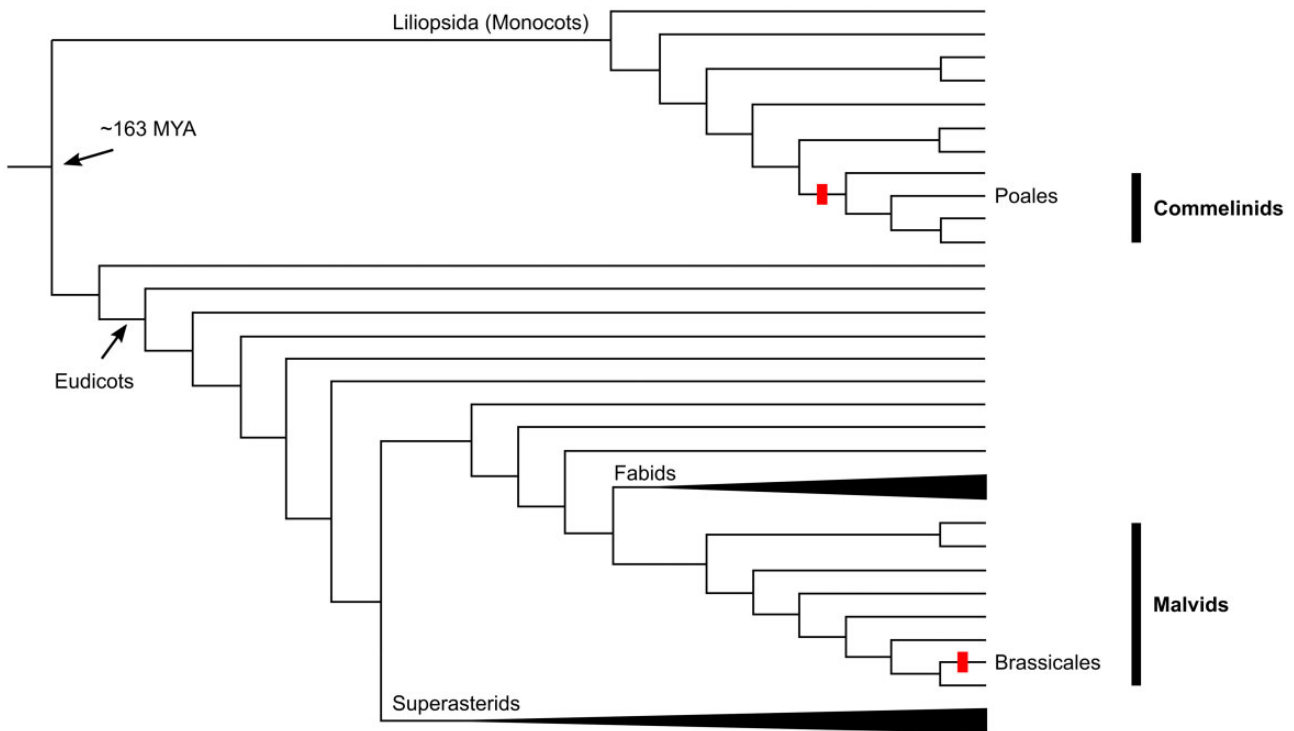 Liliopsida (Monocots)
~163 MYA
Poales
Commelinids
Eudicots
Fabids
Malvids
Brassicales
Superasterids